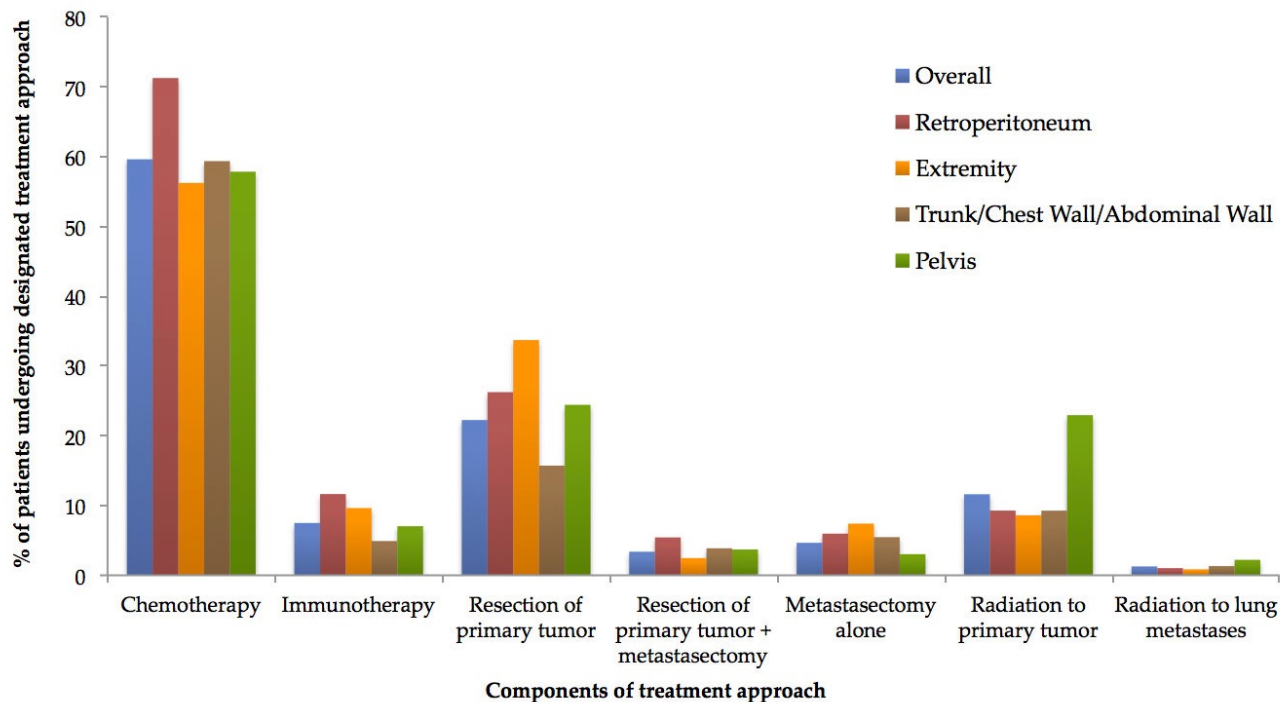 % of patients undergoing designated treatment approach
80
70
60
50
40
30
20
10
0
Overall
Retroperitoneum
Extremity
Trunk/Chest Wall/Abdominal Wall
Pelvis
Chemotherapy
Immunotherapy
Resection of
primary tumor
Resection of
primary tumor +
metastasectomy
Metastasectomy
alone
Radiation to
primary tumor
Radiation to lung
metastases
Components of treatment approach